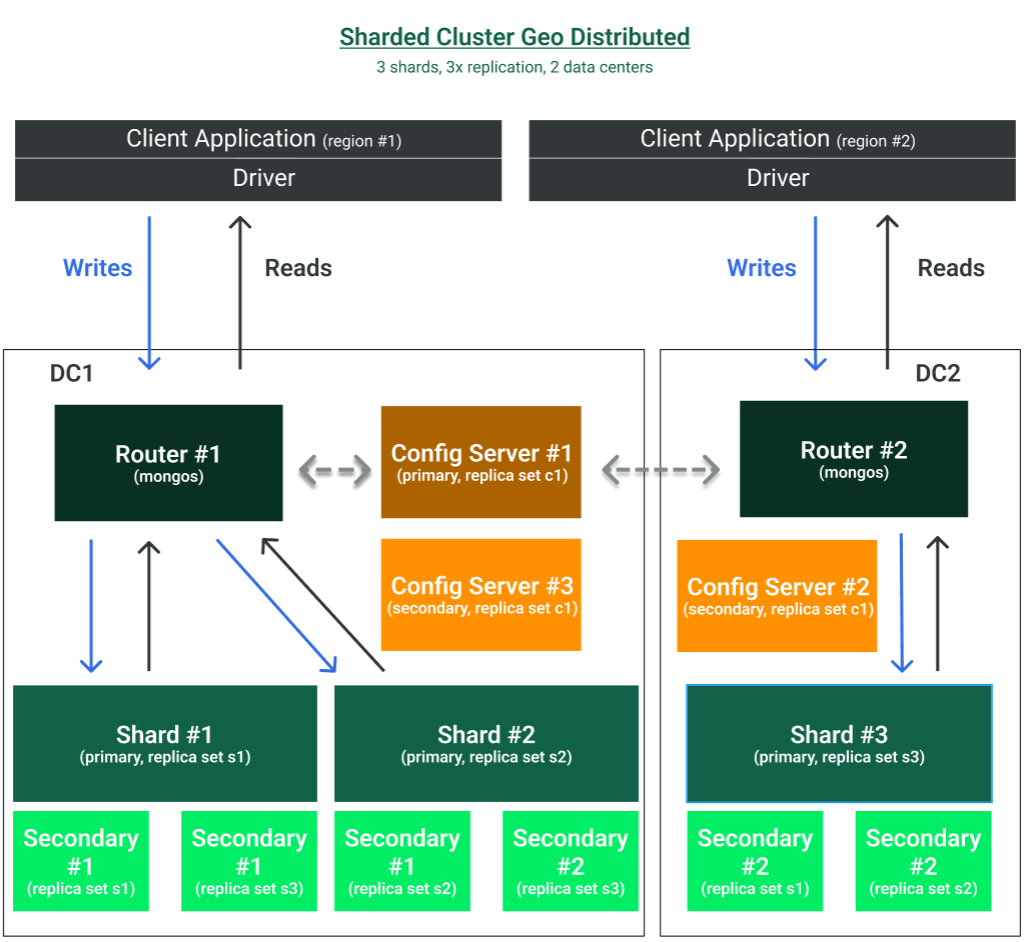 Sharded Cluster Geo Distributed
3 shards, 3x replication, 2 data centers
Client Application (region #1)
Driver
Client Application (region #2)
Driver
Writes
Reads
Writes
Reads
DC1
DC2
Router #1
(mongos)
Config Server #1
(primary, replica set c1)
Router #2
(mongos)
Config Server #3
(secondary, replica set c1)
Config Server #2
(secondary, replica set c1)
Shard #1
(primary, replica set s1)
Shard #2
(primary, replica set s2)
Shard #3
(primary, replica set s3)
Secondary
#1
(replica set s1)
Secondary
#1
(replica set s3)
Secondary
#1
(replica set s2)
Secondary
#2
(replica set s3)
Secondary
#2
(replica set s1)
Secondary
#2
(replica set s2)